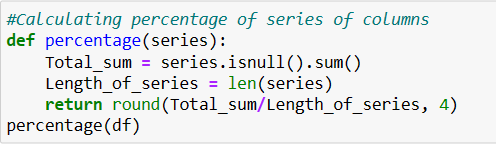 #Calculating percentage of series of columns
def percentage(series):
    Total_sum = series.isnull().sum()
    Length_of_series = len(series)
    return round(Total_sum/Length_of_series, 4)
percentage(df)